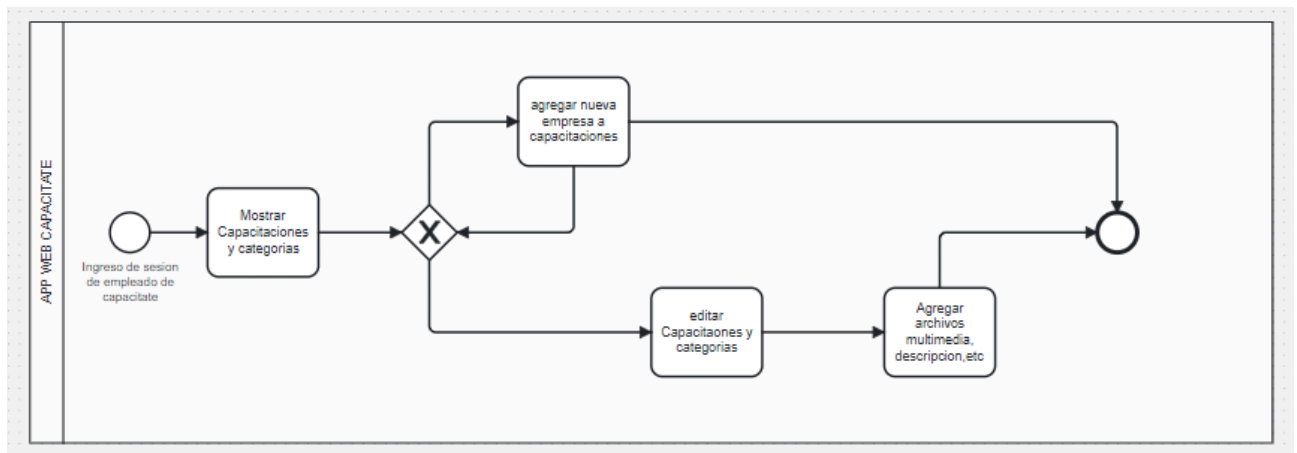 APP WEB CAPACITATE
Ingreso de sesion
de empleado de
capacitate
Mostrar
Capacitaciones
y categorias
X
agregar nueva
empresa a
capacitaciones
editar
Capacitaones y
categorias
Agregar
archivos
multimedia,
descripcion,etc